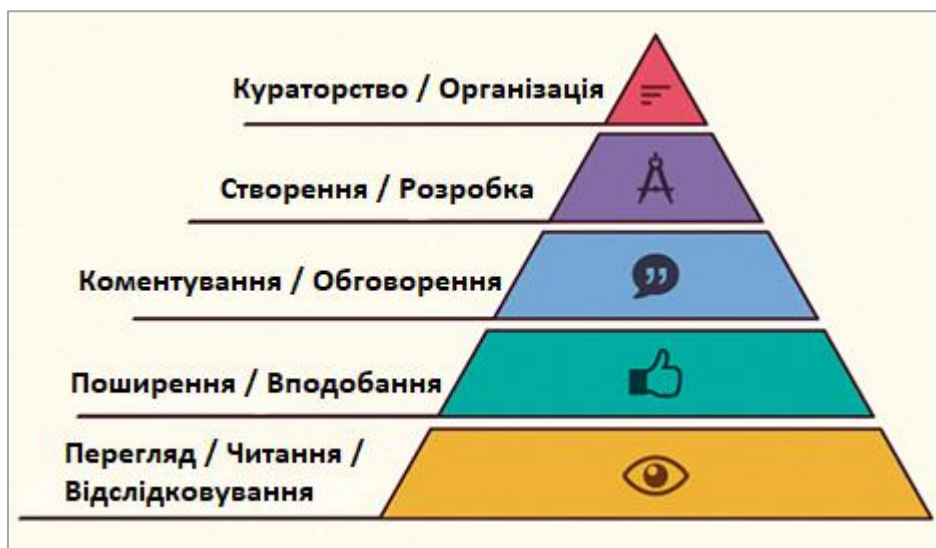 Кураторство / Організація
Створення / Розробка
Коментування / Обговорення
Поширення / Вподобання
Перегляд / Читання /
Відслідковування